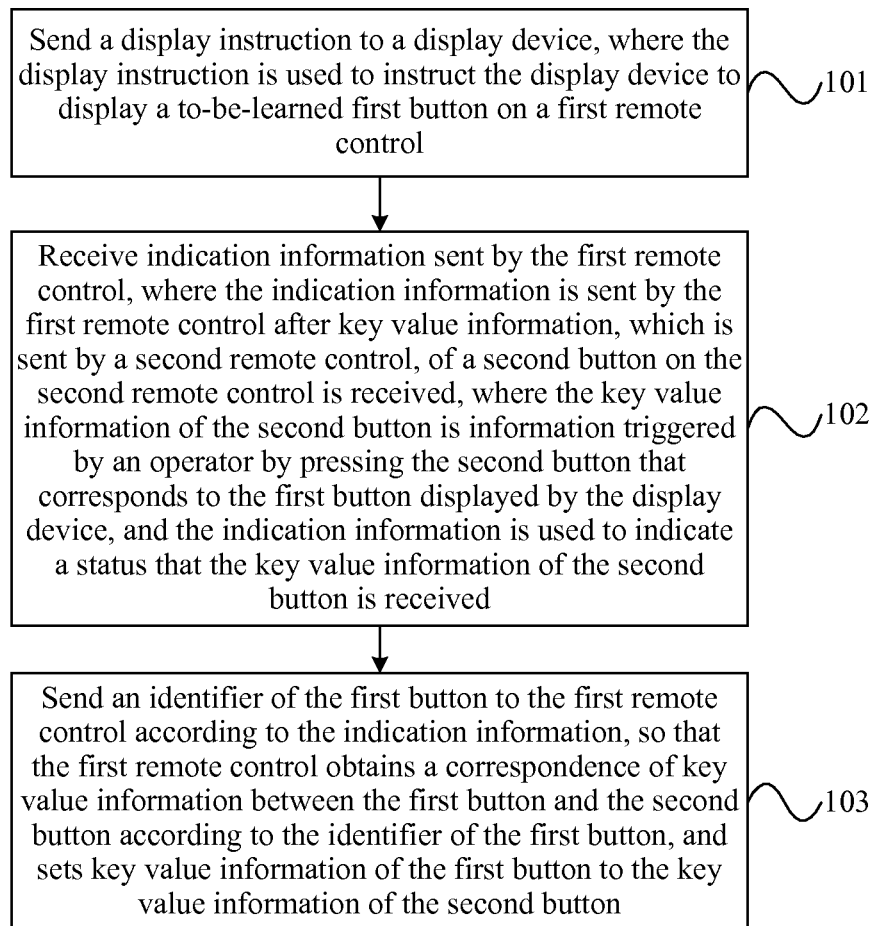 Send a display instruction to a display device, where the
display instruction is used to instruct the display device to
display a to-be-learned first button on a first remote
control
101
Receive indication information sent by the first remote
control, where the indication information is sent by the
first remote control after key value information, which is
sent by a second remote control, of a second button on the
second remote control is received, where the key value
information of the second button is information triggered
by an operator by pressing the second button that
corresponds to the first button displayed by the display
device, and the indication information is used to indicate
a status that the key value information of the second
button is received
102
Send an identifier of the first button to the first remote
control according to the indication information, so that
the first remote control obtains a correspondence of key
value information between the first button and the second
button according to the identifier of the first button, and
sets key value information of the first button to the key
value information of the second button
103